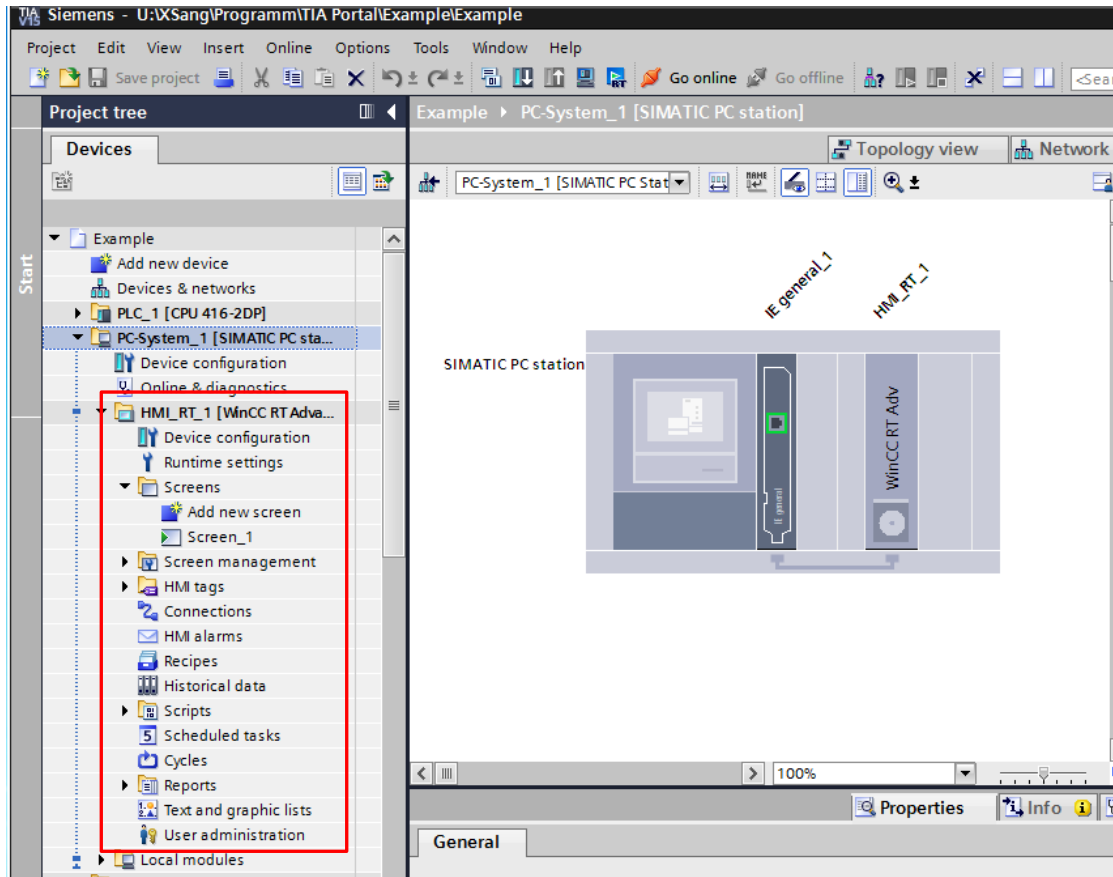 TIA V15 Siemens - U:\XSang\Programm\TIA Portal\Example\Example
Project Edit View Insert Online Options Tools Window Help
Save project Go online Go offline <Sear
Project tree
Example PC-System_1 [SIMATIC PC station]
Devices
Topology view Network
PC-System_1 [SIMATIC PC Stat NAME
Start
Example
Add new device
Devices & networks
PLC_1 [CPU 416-2DP]
PC-System_1 [SIMATIC PC sta...
Device configuration
Online & diagnostics
HMI_RT_1 [WinCC RT Adva...
Device configuration
Runtime settings
Screens
Add new screen
Screen_1
Screen management
HMI tags
Connections
HMI alarms
Recipes
Historical data
Scripts
Scheduled tasks
Cycles
Reports
Text and graphic lists
User administration
Local modules
IE general_1
HMI_RT_1
SIMATIC PC station
IE general
WinCC RT Adv
100%
Properties Info
General